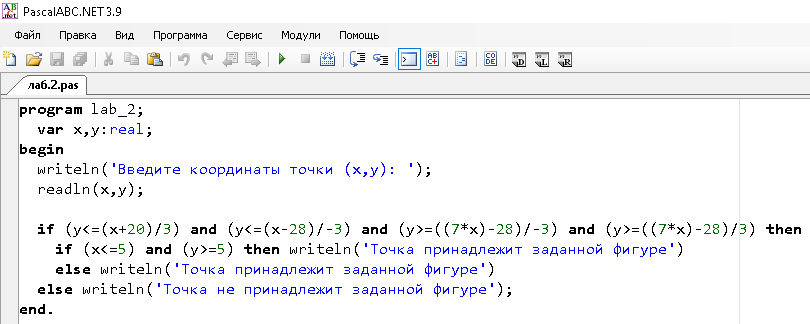 PascalABC.NET 3.9
Файл Правка Вид Программа Сервис Модули Помощь
лаб.2.pas
program lab_2;
var x,y:real;
begin
writeln('Введите координаты точки (x,y): ');
readln(x,y);
if (y<=(x+20)/3) and (y<=(x-28)/-3) and (y>=((7*x)-28)/-3) and (y>=((7*x)-28)/3) then
if (x<=5) and (y>=5) then writeln('Точка принадлежит заданной фигуре')
else writeln('Точка принадлежит заданной фигуре')
else writeln('Точка не принадлежит заданной фигуре');
end.